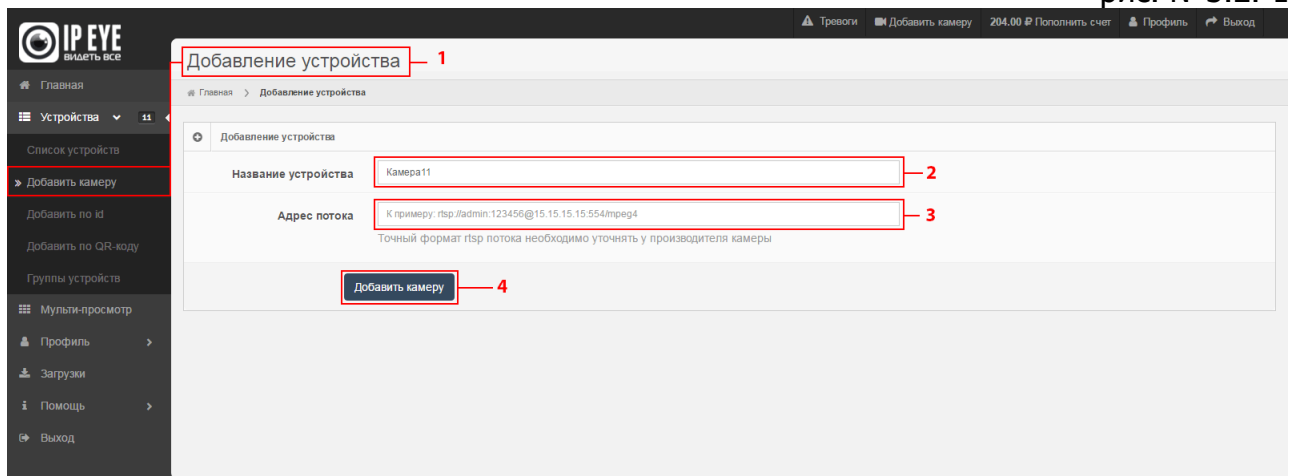 рис. № 3.2. 1
IP EYE
видеть все
Тревоги Добавить камеру 204.00 ₽ Пополнить счет Профиль Выход
Добавление устройства 1
Главная
Главная > Добавление устройства
Устройства 11
Добавление устройства
Список устройств
Название устройства Камера11 2
Добавить камеру
Адрес потока К примеру: rtsp://admin:123456@15.15.15.15:554/mpeg4 3
Добавить по id
Точный формат rtsp потока необходимо уточнять у производителя камеры
Добавить по QR-коду
Группы устройств
Добавить камеру 4
Мульти-просмотр
Профиль
Загрузки
Помощь
Выход